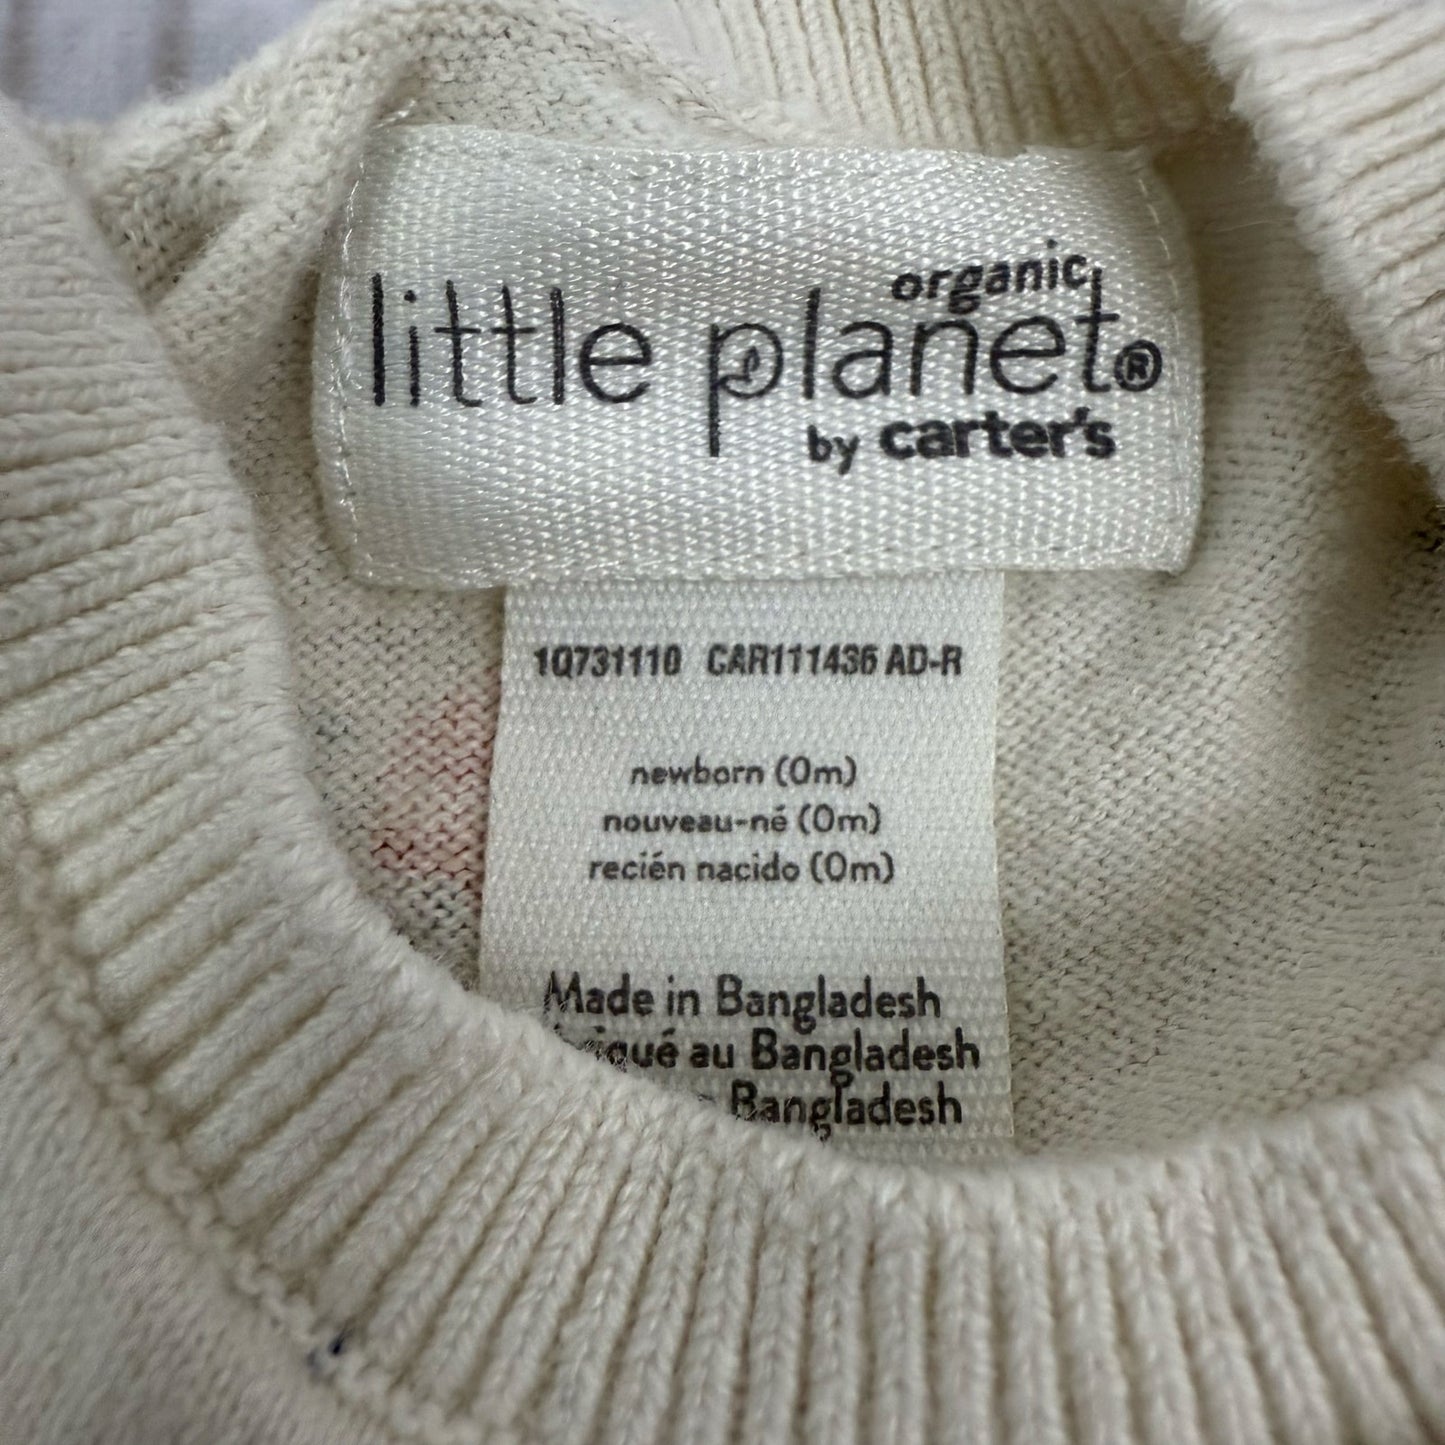 organic
little planet®
by carter's
1Q731110 CAR111436 AD-R
newborn (0m)
nouveau-né (0m)
recién nacido (0m)
Made in Bangladesh
au Bangladesh
Bangladesh